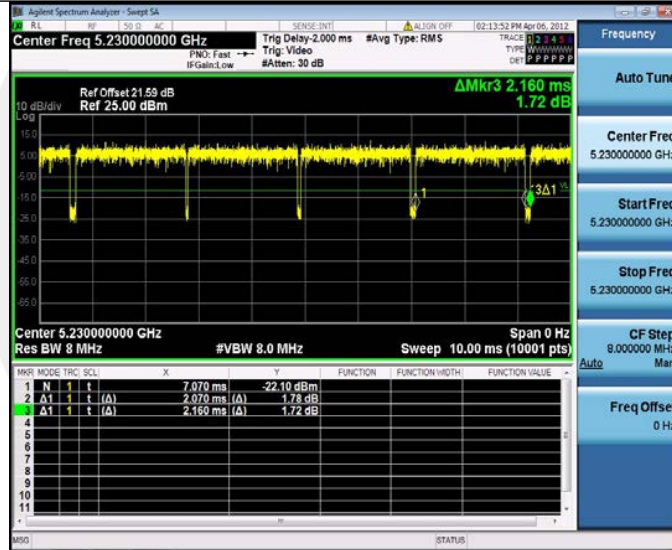 Agilent Spectrum Analyzer - Swept SA
RL RF 50 Ω AC SENSE:INT ALIGN OFF 02:13:52 PM Apr 06, 2012
Center Freq 5.230000000 GHz
PNO: Fast
IFGain:Low
Trig Delay-2.000 ms
Trig: Video
#Atten: 30 dB
#Avg Type: RMS
TRACE 1 2 3 4 5 6
TYPE WWWWWW
DET P P P P P P
Ref Offset 21.59 dB
Ref 25.00 dBm
10 dB/div
Log
ΔMkr3 2.160 ms
1.72 dB
15.0
5.00
-5.00
-15.0
-25.0
-35.0
-45.0
-55.0
-65.0
1
3Δ1
VL
Center 5.230000000 GHz
Span 0 Hz
Res BW 8 MHz
#VBW 8.0 MHz
Sweep 10.00 ms (10001 pts)
MKR MODE TRC SCL X Y FUNCTION FUNCTION WIDTH FUNCTION VALUE
1 N 1 t 7.070 ms -22.10 dBm
2 Δ1 1 t (Δ) 2.070 ms (Δ) 1.78 dB
3 Δ1 1 t (Δ) 2.160 ms (Δ) 1.72 dB
4
5
6
7
8
9
10
11
MSG
STATUS
Frequency
Auto Tune
Center Freq
5.230000000 GHz
Start Freq
5.230000000 GHz
Stop Freq
5.230000000 GHz
CF Step
8.000000 MHz
Auto Man
Freq Offset
0 Hz